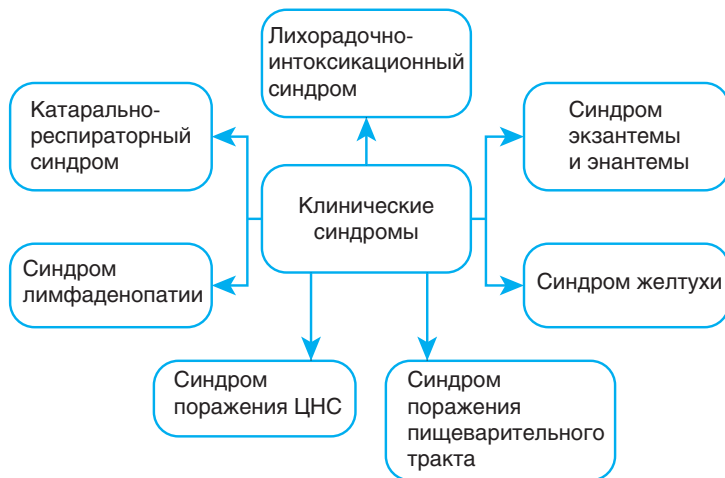 Лихорадочно-
интоксикационный
синдром
Катарально-
респираторный
синдром
Синдром
экзантемы
и энантемы
Клинические
синдромы
Синдром
лимфаденопатии
Синдром желтухи
Синдром
поражения ЦНС
Синдром
поражения
пищеварительного
тракта